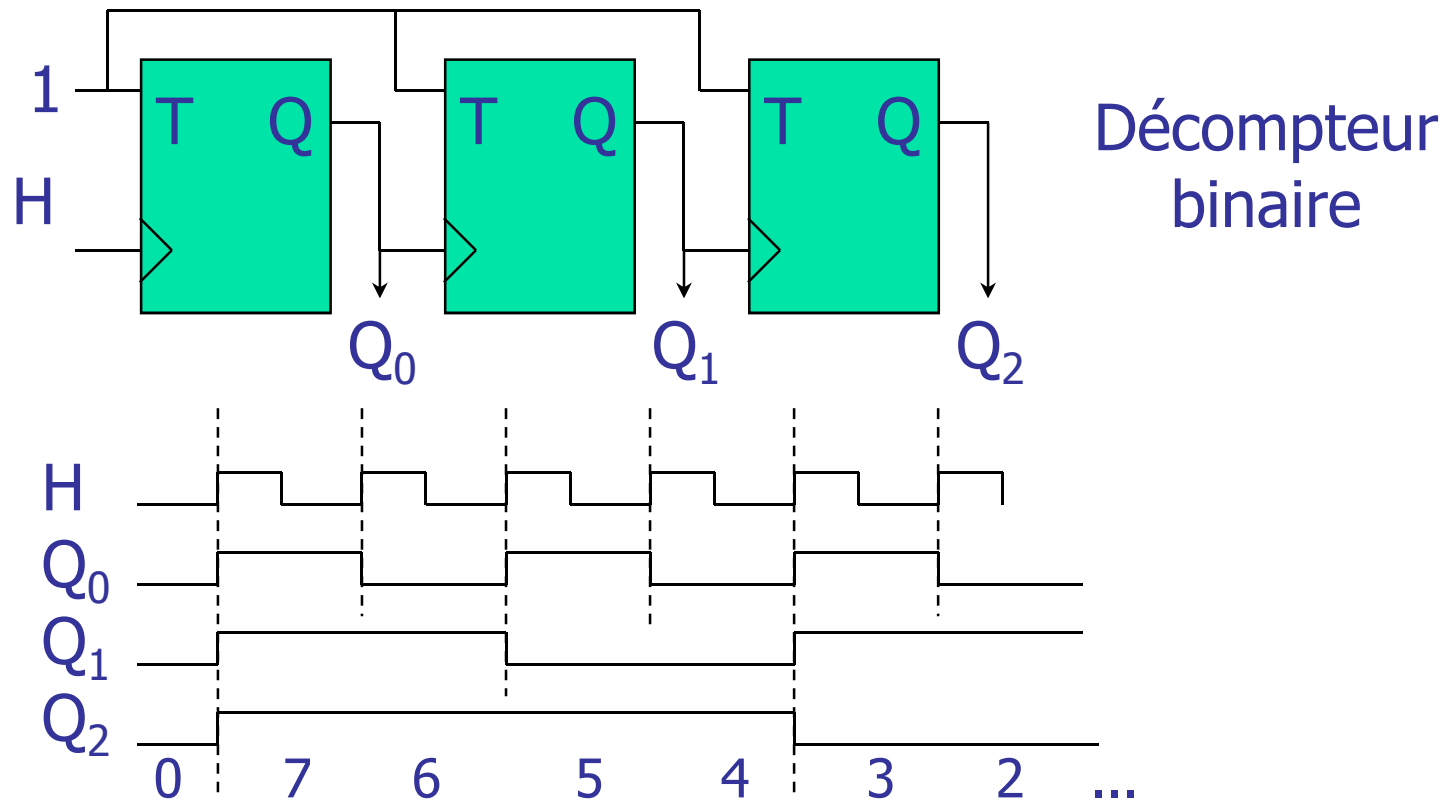 1
H
T Q
T Q
T Q
Décompteur
binaire
Q₀
Q₁
Q₂
H
Q₀
Q₁
Q₂
0 7 6 5 4 3 2 ...